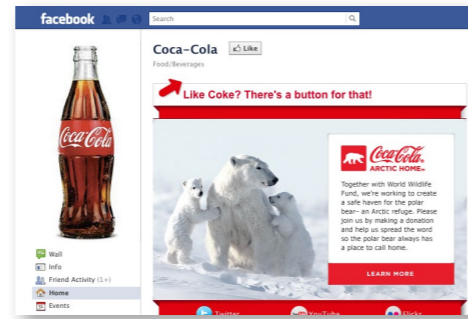 facebook
Search
Coca-Cola
Like
Food/Beverages
Like Coke? There's a button for that!
Coca-Cola
Coca-Cola
ARCTIC HOME
Together with World Wildlife
Fund, we're working to create
a safe haven for the polar
bear– an Arctic refuge. Please
join us by making a donation
and help us spread the word
so the polar bear always has
a place to call home.
LEARN MORE
Wall
Info
Friend Activity (1+)
Home
Events
Twitter
YouTube
Flickr